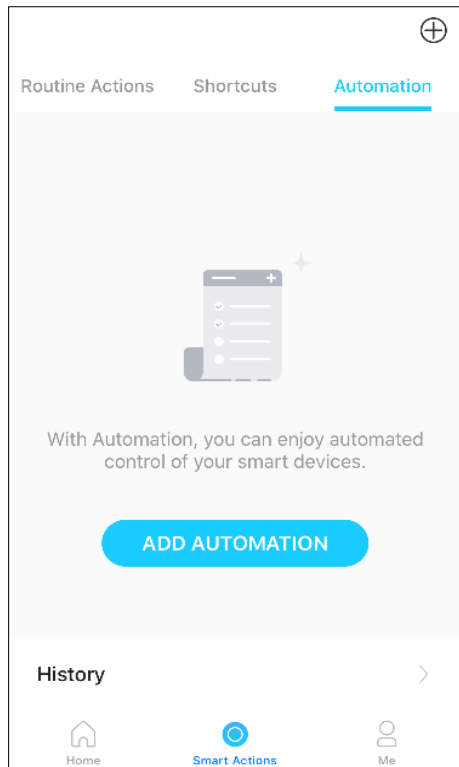 Routine Actions Shortcuts Automation
With Automation, you can enjoy automated
control of your smart devices.
ADD AUTOMATION
History
Home Smart Actions Me